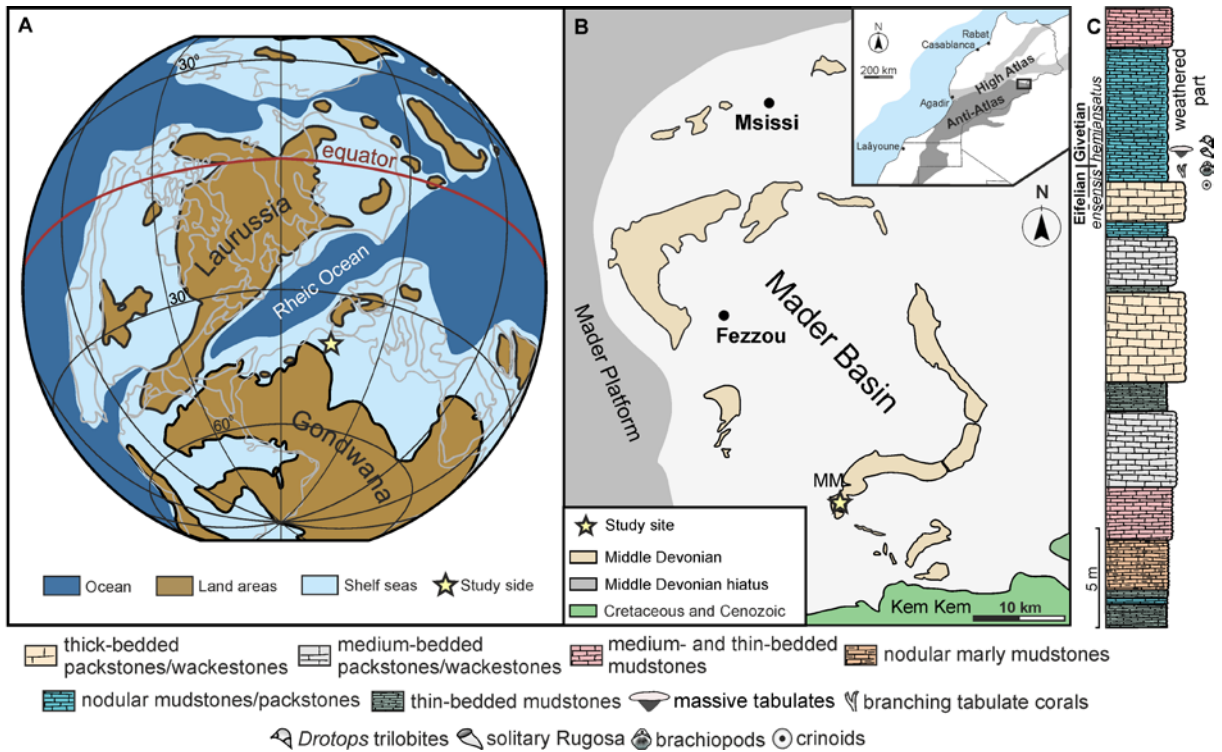 A
30°
equator
Laurussia
Rheic Ocean
30°
60°
Gondwana
Ocean
Land areas
Shelf seas
Study side
B
Msissi
Fezzou
Mader Basin
Mader Platform
MM
N
200 km
Rabat
Casablanca
High Atlas
Agadir
Anti-Atlas
Laâyoune
N
Study site
Middle Devonian
Middle Devonian hiatus
Cretaceous and Cenozoic
Kem Kem
10 km
C
Eifelian Givetian
ensensis hemiansatus
weathered
part
5 m
thick-bedded
packstones/wackestones
medium-bedded
packstones/wackestones
medium- and thin-bedded
mudstones
nodular marly mudstones
nodular mudstones/packstones
thin-bedded mudstones
massive tabulates
branching tabulate corals
Drotops trilobites
solitary Rugosa
brachiopods
crinoids